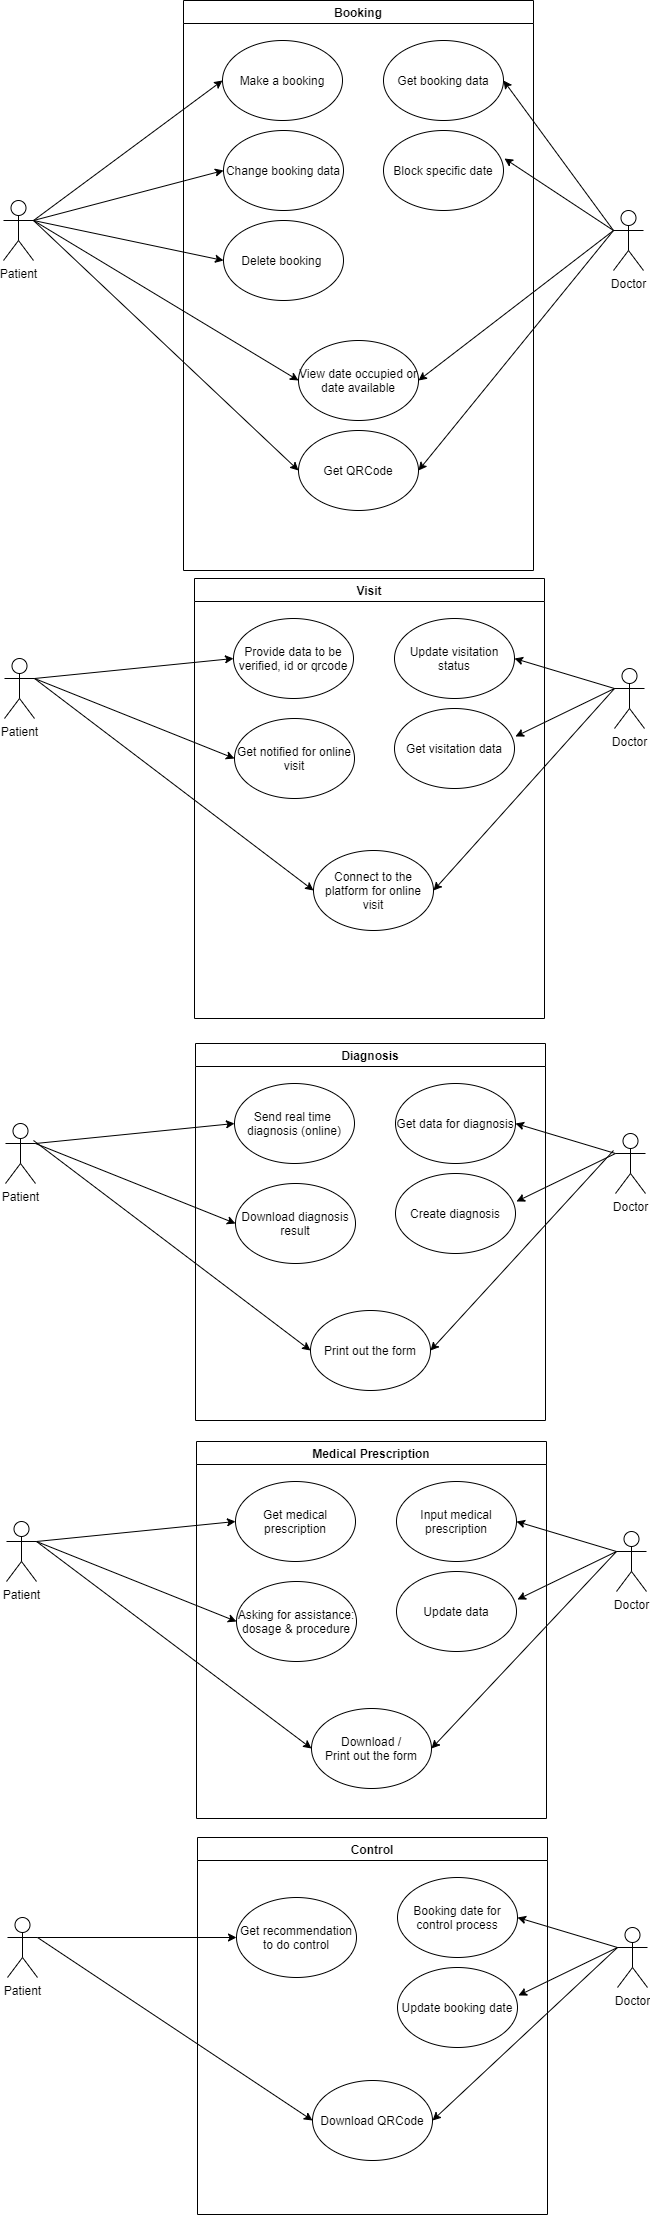 Booking
Make a booking
Get booking data
Change booking data
Block specific date
Delete booking
Patient
Doctor
View date occupied or
date available
Get QRCode
Visit
Provide data to be
verified, id or qrcode
Update visitation
status
Get notified for online
visit
Get visitation data
Patient
Doctor
Connect to the
platform for online
visit
Diagnosis
Send real time
diagnosis (online)
Get data for diagnosis
Download diagnosis
result
Create diagnosis
Patient
Doctor
Print out the form
Medical Prescription
Get medical
prescription
Input medical
prescription
Asking for assistance:
dosage & procedure
Update data
Patient
Doctor
Download /
Print out the form
Control
Get recommendation
to do control
Booking date for
control process
Update booking date
Patient
Doctor
Download QRCode